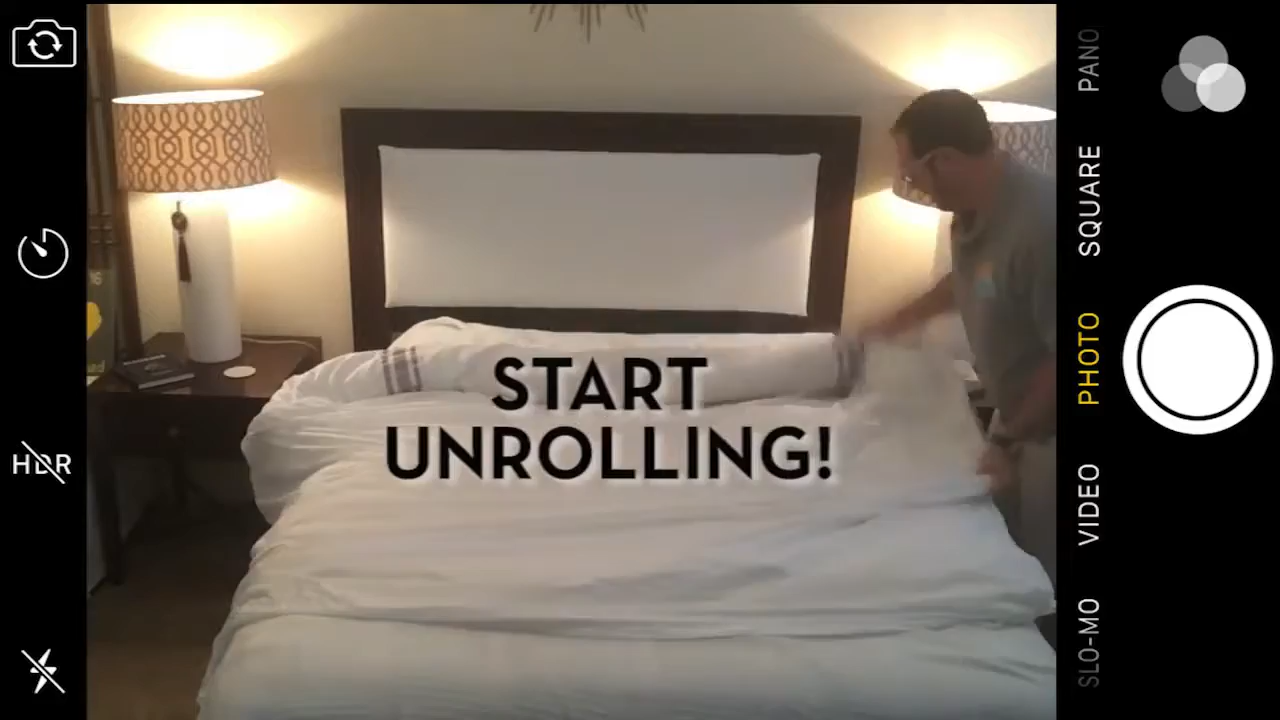 START
UNROLLING!
HDR
PANO
SQUARE
PHOTO
VIDEO
SLO-MO